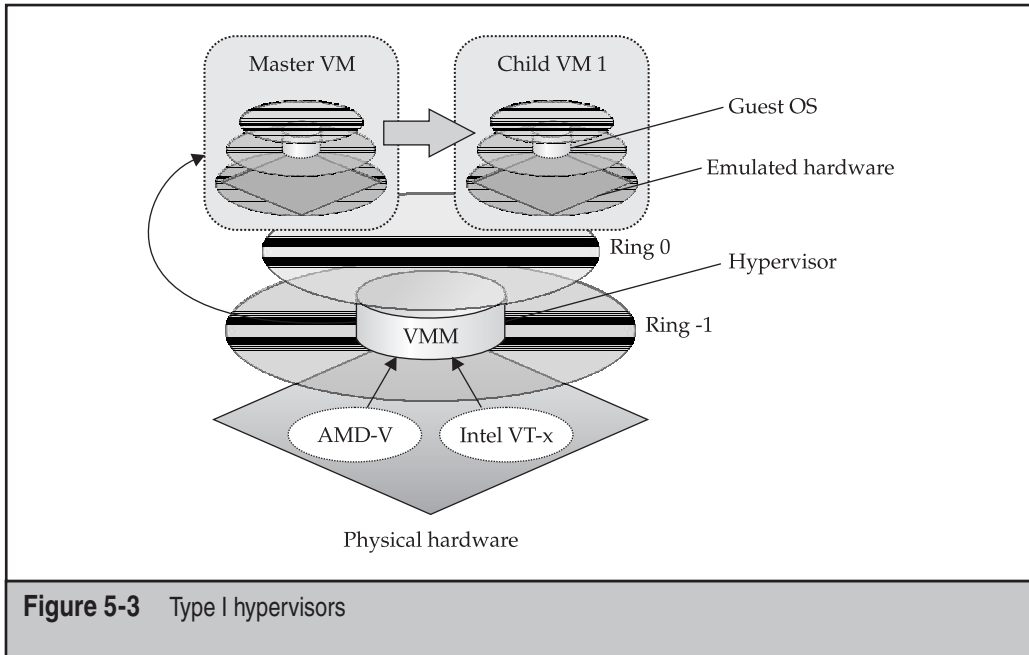 Master VM
Child VM 1
Guest OS
Emulated hardware
Ring 0
Hypervisor
Ring -1
VMM
AMD-V
Intel VT-x
Physical hardware
Figure 5-3 Type I hypervisors